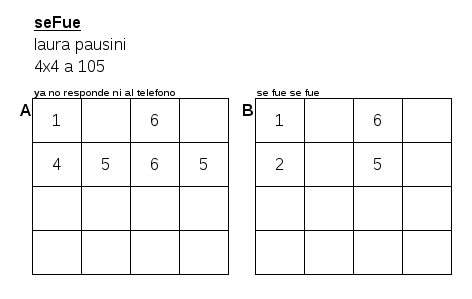 seFue
laura pausini
4x4 a 105
ya no responde ni al telefono
se fue se fue
A
1 6
4 5 6 5
B
1 6
2 5